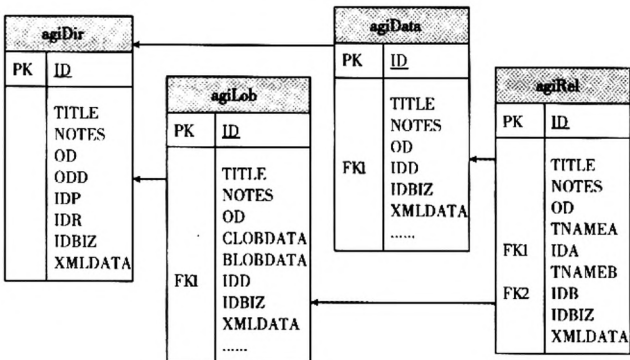 agiDir
PK ID
TITLE
NOTES
OD
ODD
IDP
IDR
IDBIZ
XMLDATA
agiLob
PK ID
TITLE
NOTES
OD
CLOBDATA
BLOBDATA
FK1 IDD
IDBIZ
XMLDATA
......
agiData
PK ID
TITLE
NOTES
OD
FK1 IDD
IDBIZ
XMLDATA
......
agiRel
PK ID
TITLE
NOTES
OD
TNAMEA
FK1 IDA
TNAMEB
FK2 IDB
IDBIZ
XMLDATA